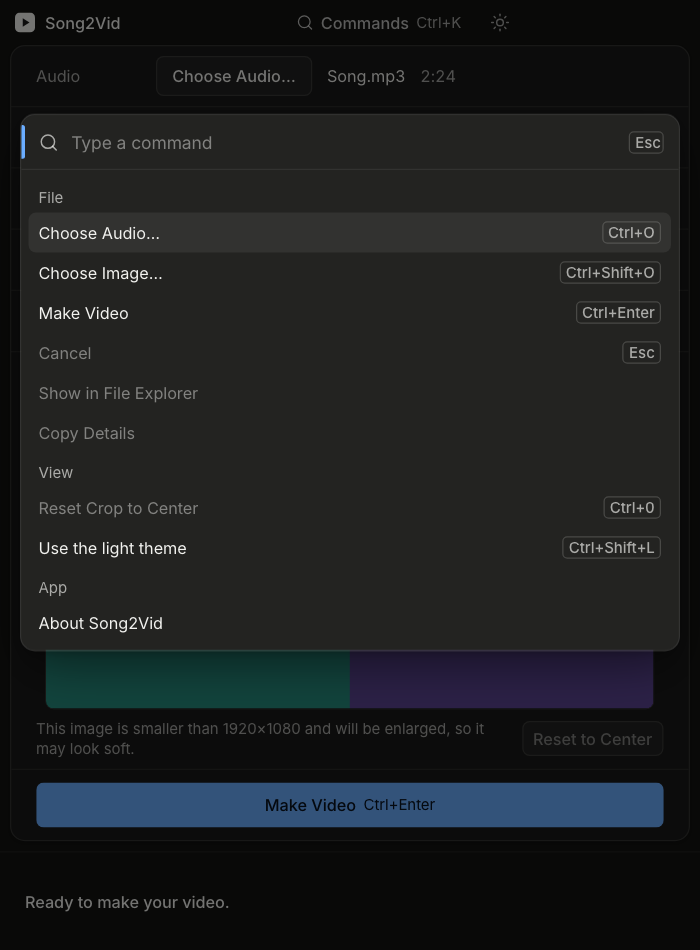 Song2Vid
Commands Ctrl+K
Audio Choose Audio... Song.mp3 2:24
Type a command Esc
File
Choose Audio... Ctrl+O
Choose Image... Ctrl+Shift+O
Make Video Ctrl+Enter
Cancel Esc
Show in File Explorer
Copy Details
View
Reset Crop to Center Ctrl+0
Use the light theme Ctrl+Shift+L
App
About Song2Vid
This image is smaller than 1920×1080 and will be enlarged, so it
may look soft.
Reset to Center
Make Video Ctrl+Enter
Ready to make your video.